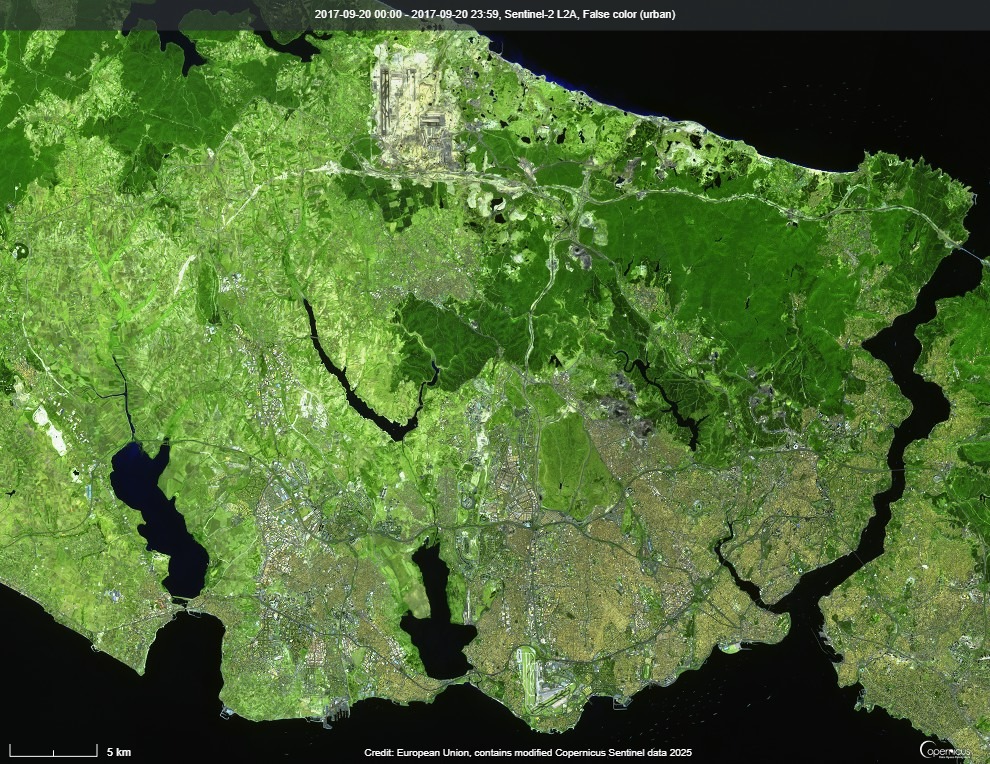 2017-09-20 00:00 - 2017-09-20 23:59, Sentinel-2 L2A, False color (urban)
5 km
Credit: European Union, contains modified Copernicus Sentinel data 2025
opernicus